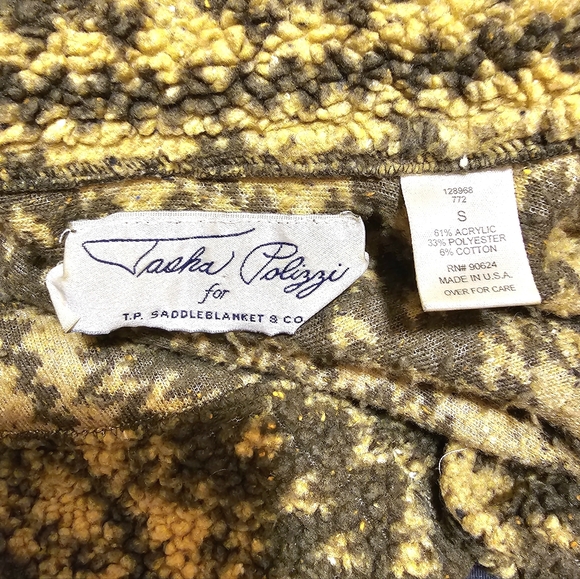 Tasha Polizzi
for
T.P. SADDLEBLANKET & CO.
128968
772
S
61% ACRYLIC
33% POLYESTER
6% COTTON
RN# 90624
MADE IN U.S.A.
OVER FOR CARE